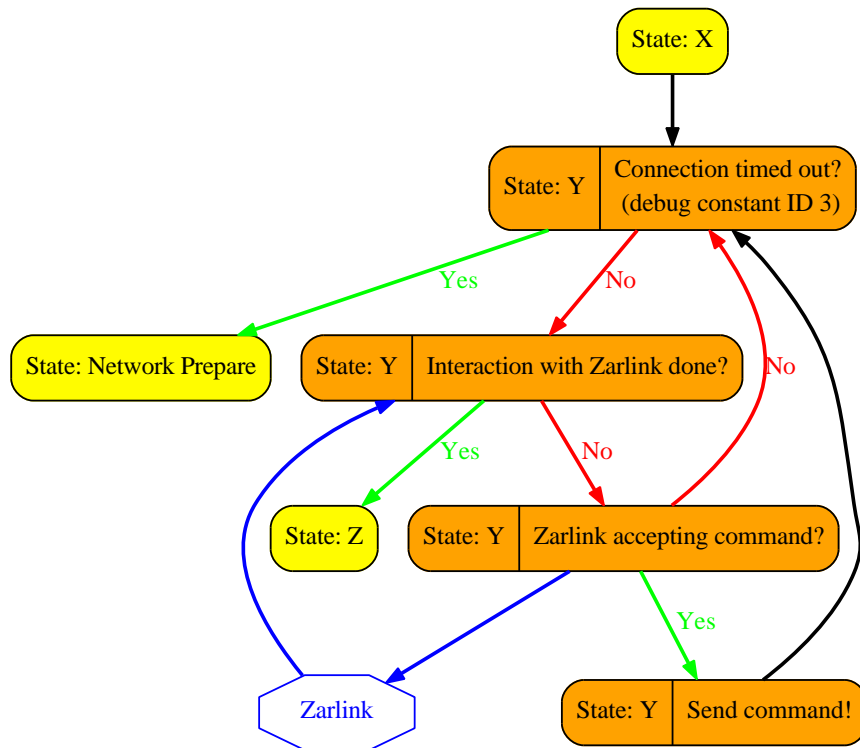 State: X
State: Y
Connection timed out?
(debug constant ID 3)
Yes
No
State: Network Prepare
State: Y
Interaction with Zarlink done?
No
Yes
No
State: Z
State: Y
Zarlink accepting command?
Yes
Zarlink
State: Y
Send command!